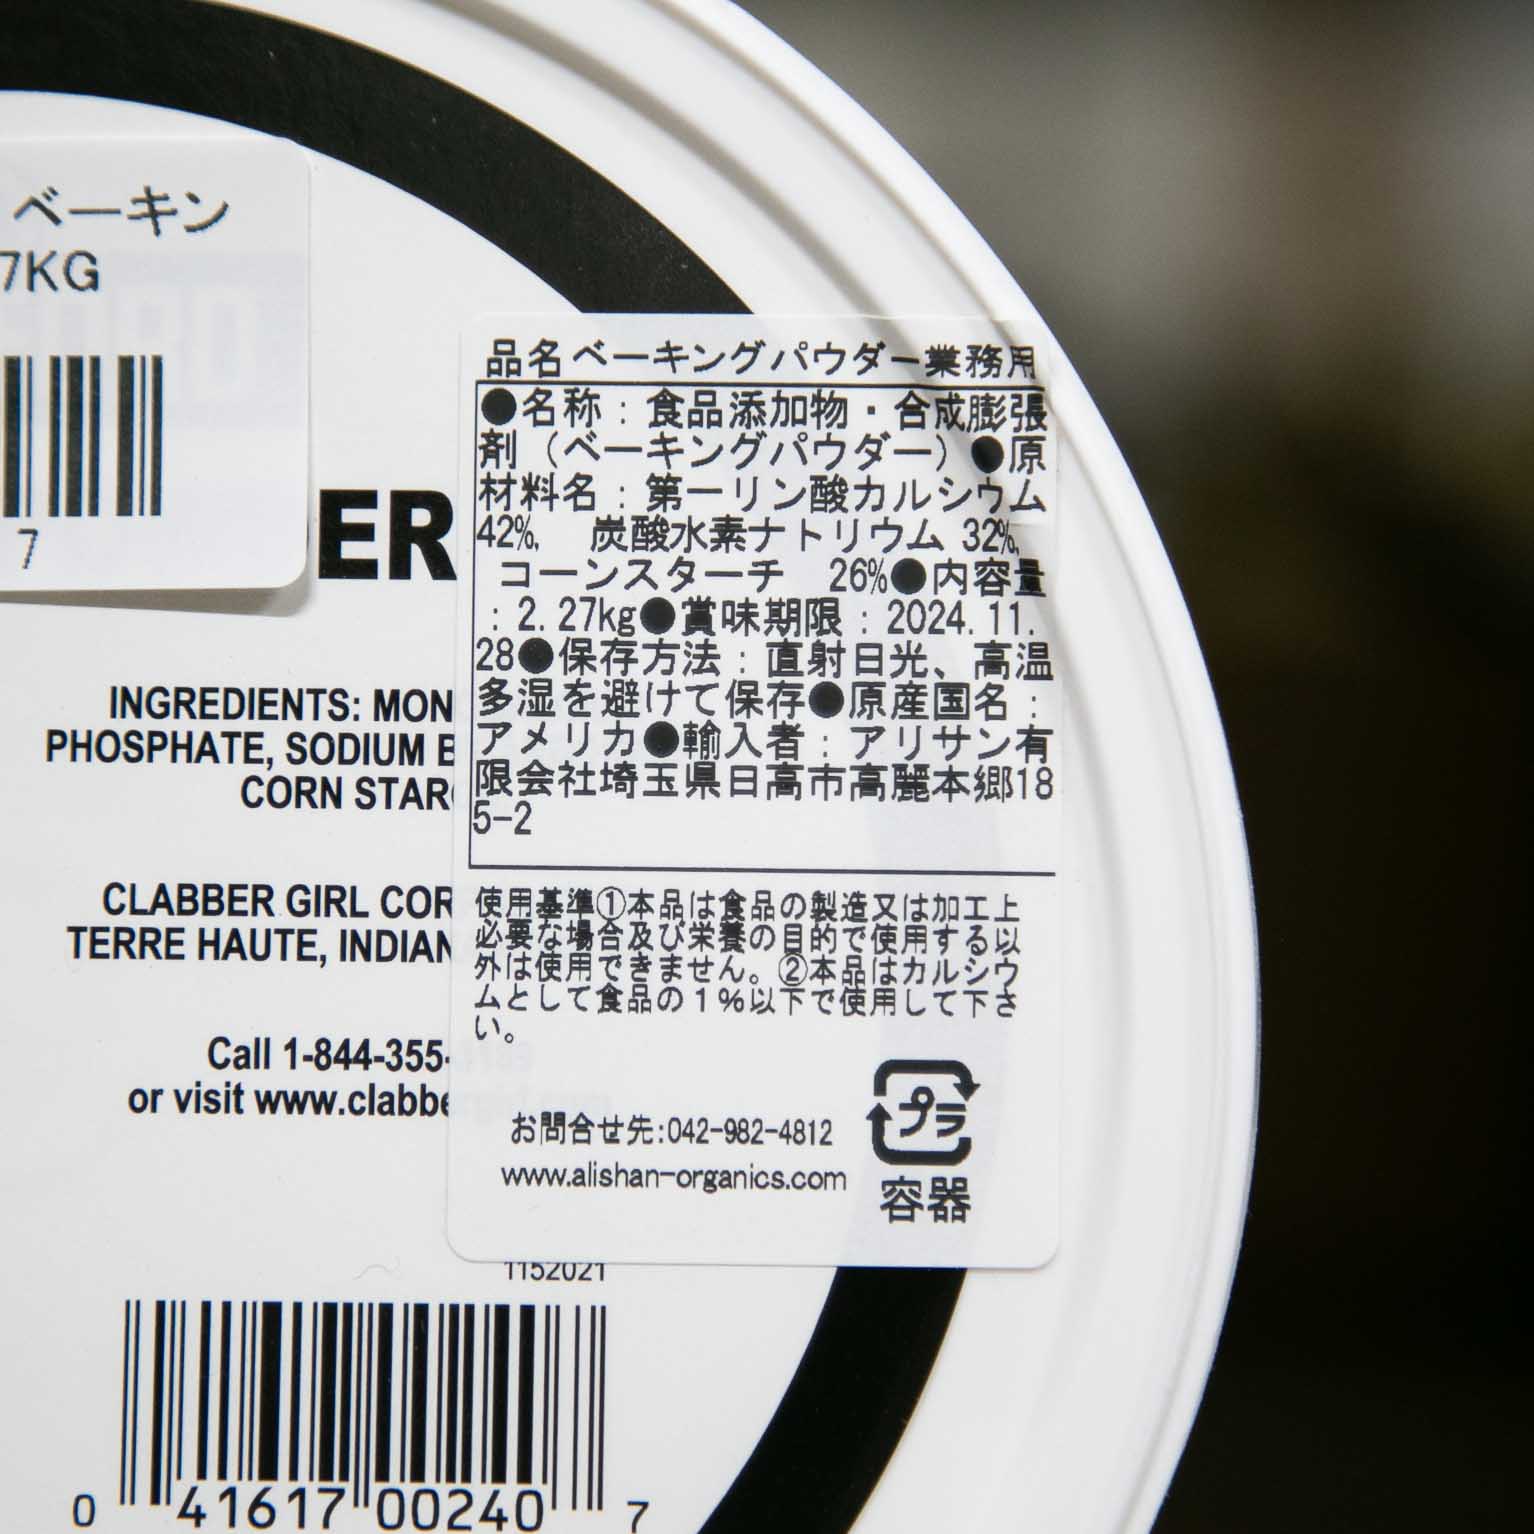 ベーキン
7KG
7
ER
INGREDIENTS: MON
PHOSPHATE, SODIUM B
CORN STAR
CLABBER GIRL COR
TERRE HAUTE, INDIAN
Call 1-844-355-
or visit www.clabbe
品名ベーキングパウダー業務用
●名称：食品添加物・合成膨張
剤（ベーキングパウダー）●原
材料名：第一リン酸カルシウム
42%, 炭酸水素ナトリウム 32%,
コーンスターチ 26%●内容量
：2.27kg●賞味期限：2024.11.
28●保存方法：直射日光、高温
多湿を避けて保存●原産国名：
アメリカ●輸入者：アリサン有
限会社埼玉県日高市高麗本郷18
5-2
使用基準①本品は食品の製造又は加工上
必要な場合及び栄養の目的で使用する以
外は使用できません。②本品はカルシウ
ムとして食品の1%以下で使用して下さ
い。
お問合せ先:042-982-4812
www.alishan-organics.com
プラ
容器
1152021
0 41617 00240 7